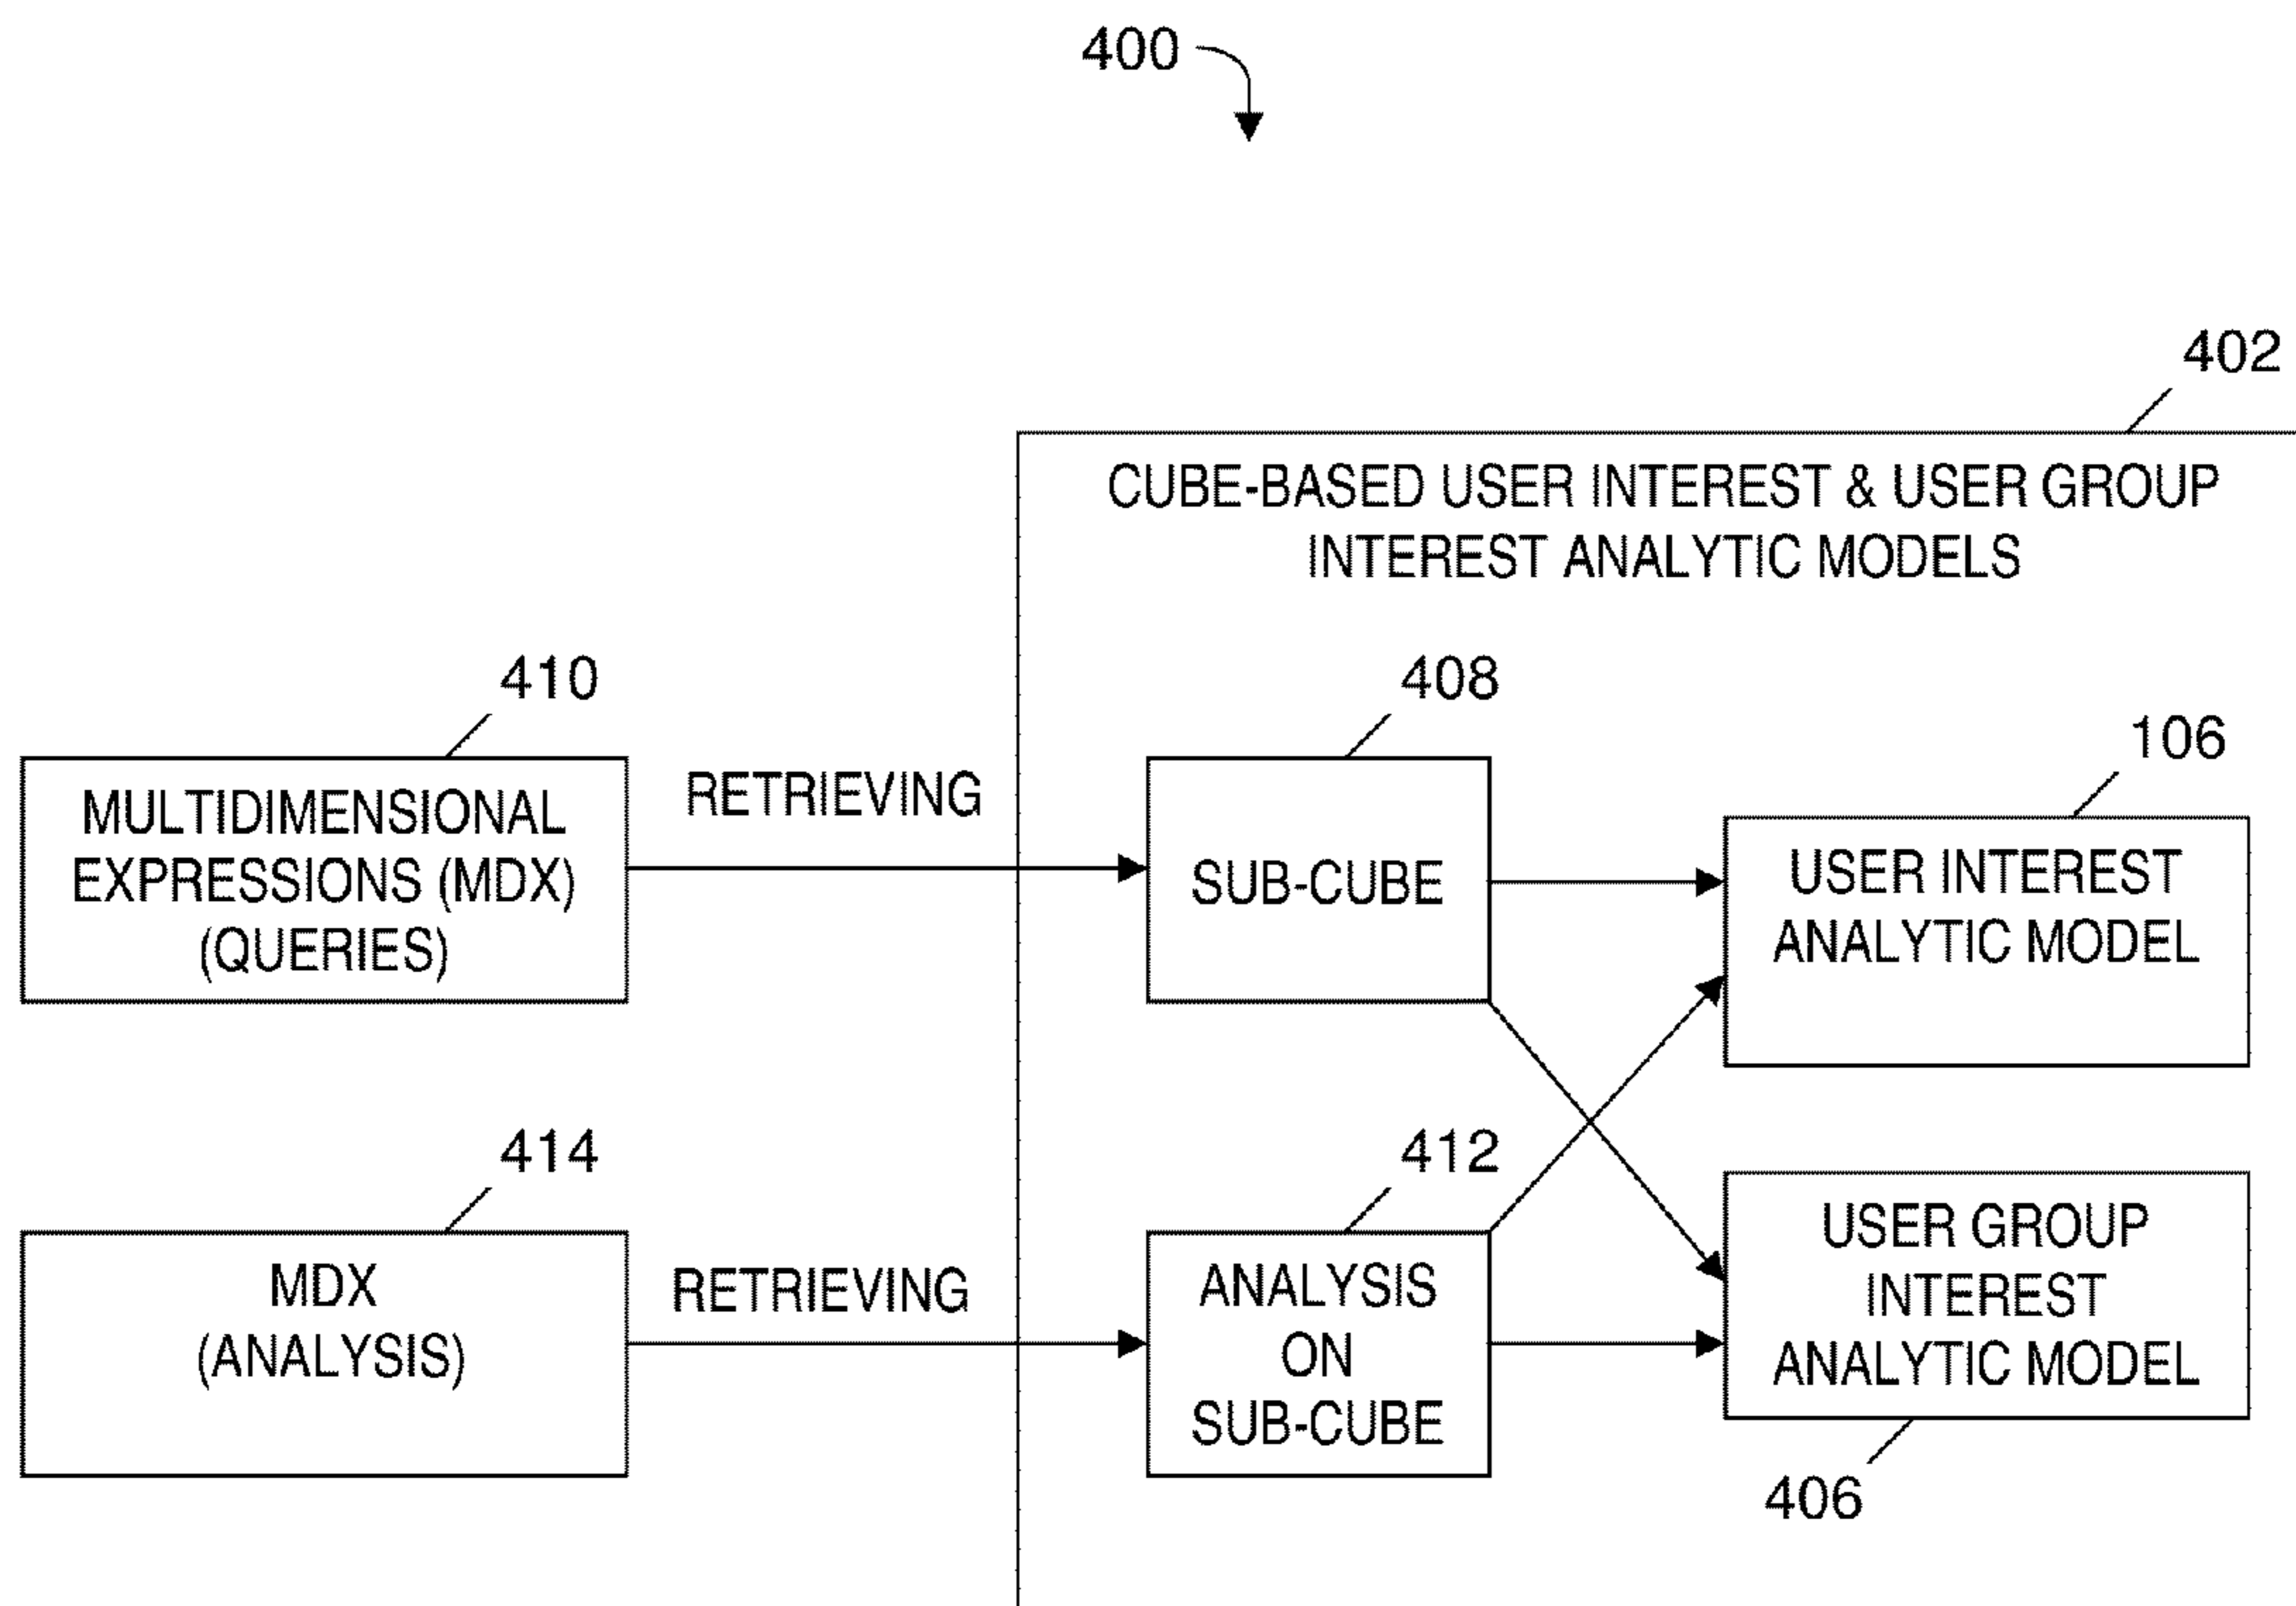 400
402
CUBE-BASED USER INTEREST & USER GROUP
INTEREST ANALYTIC MODELS
410
408
106
MULTIDIMENSIONAL
EXPRESSIONS (MDX)
(QUERIES)
RETRIEVING
SUB-CUBE
USER INTEREST
ANALYTIC MODEL
414
412
MDX
(ANALYSIS)
RETRIEVING
ANALYSIS
ON
SUB-CUBE
USER GROUP
INTEREST
ANALYTIC MODEL
406